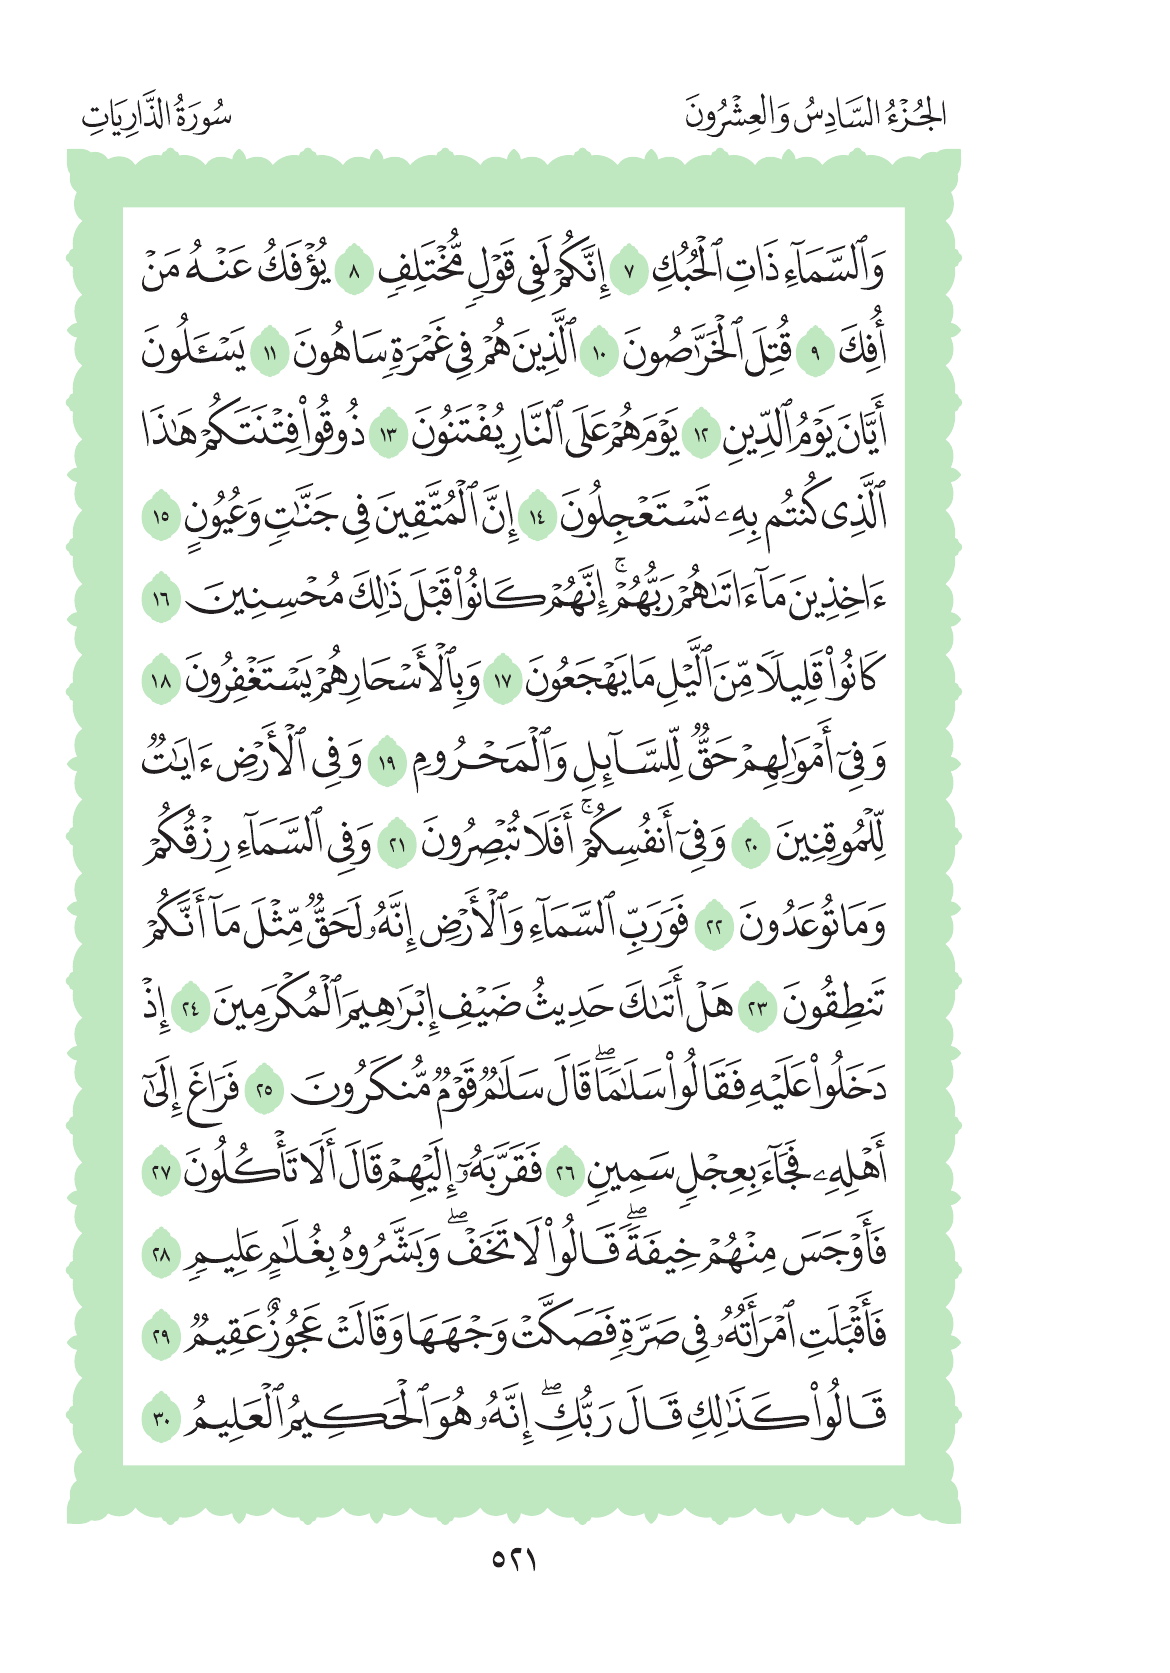 الجُزْءُ السَّادِسُ وَالعِشْرُونَ
سُورَةُ الذَّارِيَاتِ
وَٱلسَّمَآءِ ذَاتِ ٱلْحُبُكِ ٧ إِنَّكُمْ لَفِى قَوْلٍ مُّخْتَلِفٍ ٨ يُؤْفَكُ عَنْهُ مَنْ
أُفِكَ ٩ قُتِلَ ٱلْخَرَّٰصُونَ ١٠ ٱلَّذِينَ هُمْ فِى غَمْرَةٍ سَاهُونَ ١١ يَسْـَٔلُونَ
أَيَّانَ يَوْمُ ٱلدِّينِ ١٢ يَوْمَ هُمْ عَلَى ٱلنَّارِ يُفْتَنُونَ ١٣ ذُوقُوا۟ فِتْنَتَكُمْ هَٰذَا
ٱلَّذِى كُنتُم بِهِۦ تَسْتَعْجِلُونَ ١٤ إِنَّ ٱلْمُتَّقِينَ فِى جَنَّٰتٍ وَعُيُونٍ ١٥
ءَاخِذِينَ مَآ ءَاتَىٰهُمْ رَبُّهُمْ ۚ إِنَّهُمْ كَانُوا۟ قَبْلَ ذَٰلِكَ مُحْسِنِينَ ١٦
كَانُوا۟ قَلِيلًا مِّنَ ٱلَّيْلِ مَا يَهْجَعُونَ ١٧ وَبِٱلْأَسْحَارِ هُمْ يَسْتَغْفِرُونَ ١٨
وَفِىٓ أَمْوَٰلِهِمْ حَقٌّ لِّلسَّآئِلِ وَٱلْمَحْرُومِ ١٩ وَفِى ٱلْأَرْضِ ءَايَٰتٌ
لِّلْمُوقِنِينَ ٢٠ وَفِىٓ أَنفُسِكُمْ ۚ أَفَلَا تُبْصِرُونَ ٢١ وَفِى ٱلسَّمَآءِ رِزْقُكُمْ
وَمَا تُوعَدُونَ ٢٢ فَوَرَبِّ ٱلسَّمَآءِ وَٱلْأَرْضِ إِنَّهُۥ لَحَقٌّ مِّثْلَ مَآ أَنَّكُمْ
تَنطِقُونَ ٢٣ هَلْ أَتَىٰكَ حَدِيثُ ضَيْفِ إِبْرَٰهِيمَ ٱلْمُكْرَمِينَ ٢٤ إِذْ
دَخَلُوا۟ عَلَيْهِ فَقَالُوا۟ سَلَٰمًا ۖ قَالَ سَلَٰمٌ قَوْمٌ مُّنكَرُونَ ٢٥ فَرَاغَ إِلَىٰٓ
أَهْلِهِۦ فَجَآءَ بِعِجْلٍ سَمِينٍ ٢٦ فَقَرَّبَهُۥٓ إِلَيْهِمْ قَالَ أَلَا تَأْكُلُونَ ٢٧
فَأَوْجَسَ مِنْهُمْ خِيفَةً ۖ قَالُوا۟ لَا تَخَفْ ۖ وَبَشَّرُوهُ بِغُلَٰمٍ عَلِيمٍ ٢٨
فَأَقْبَلَتِ ٱمْرَأَتُهُۥ فِى صَرَّةٍ فَصَكَّتْ وَجْهَهَا وَقَالَتْ عَجُوزٌ عَقِيمٌ ٢٩
قَالُوا۟ كَذَٰلِكِ قَالَ رَبُّكِ ۖ إِنَّهُۥ هُوَ ٱلْحَكِيمُ ٱلْعَلِيمُ ٣٠
٥٢١